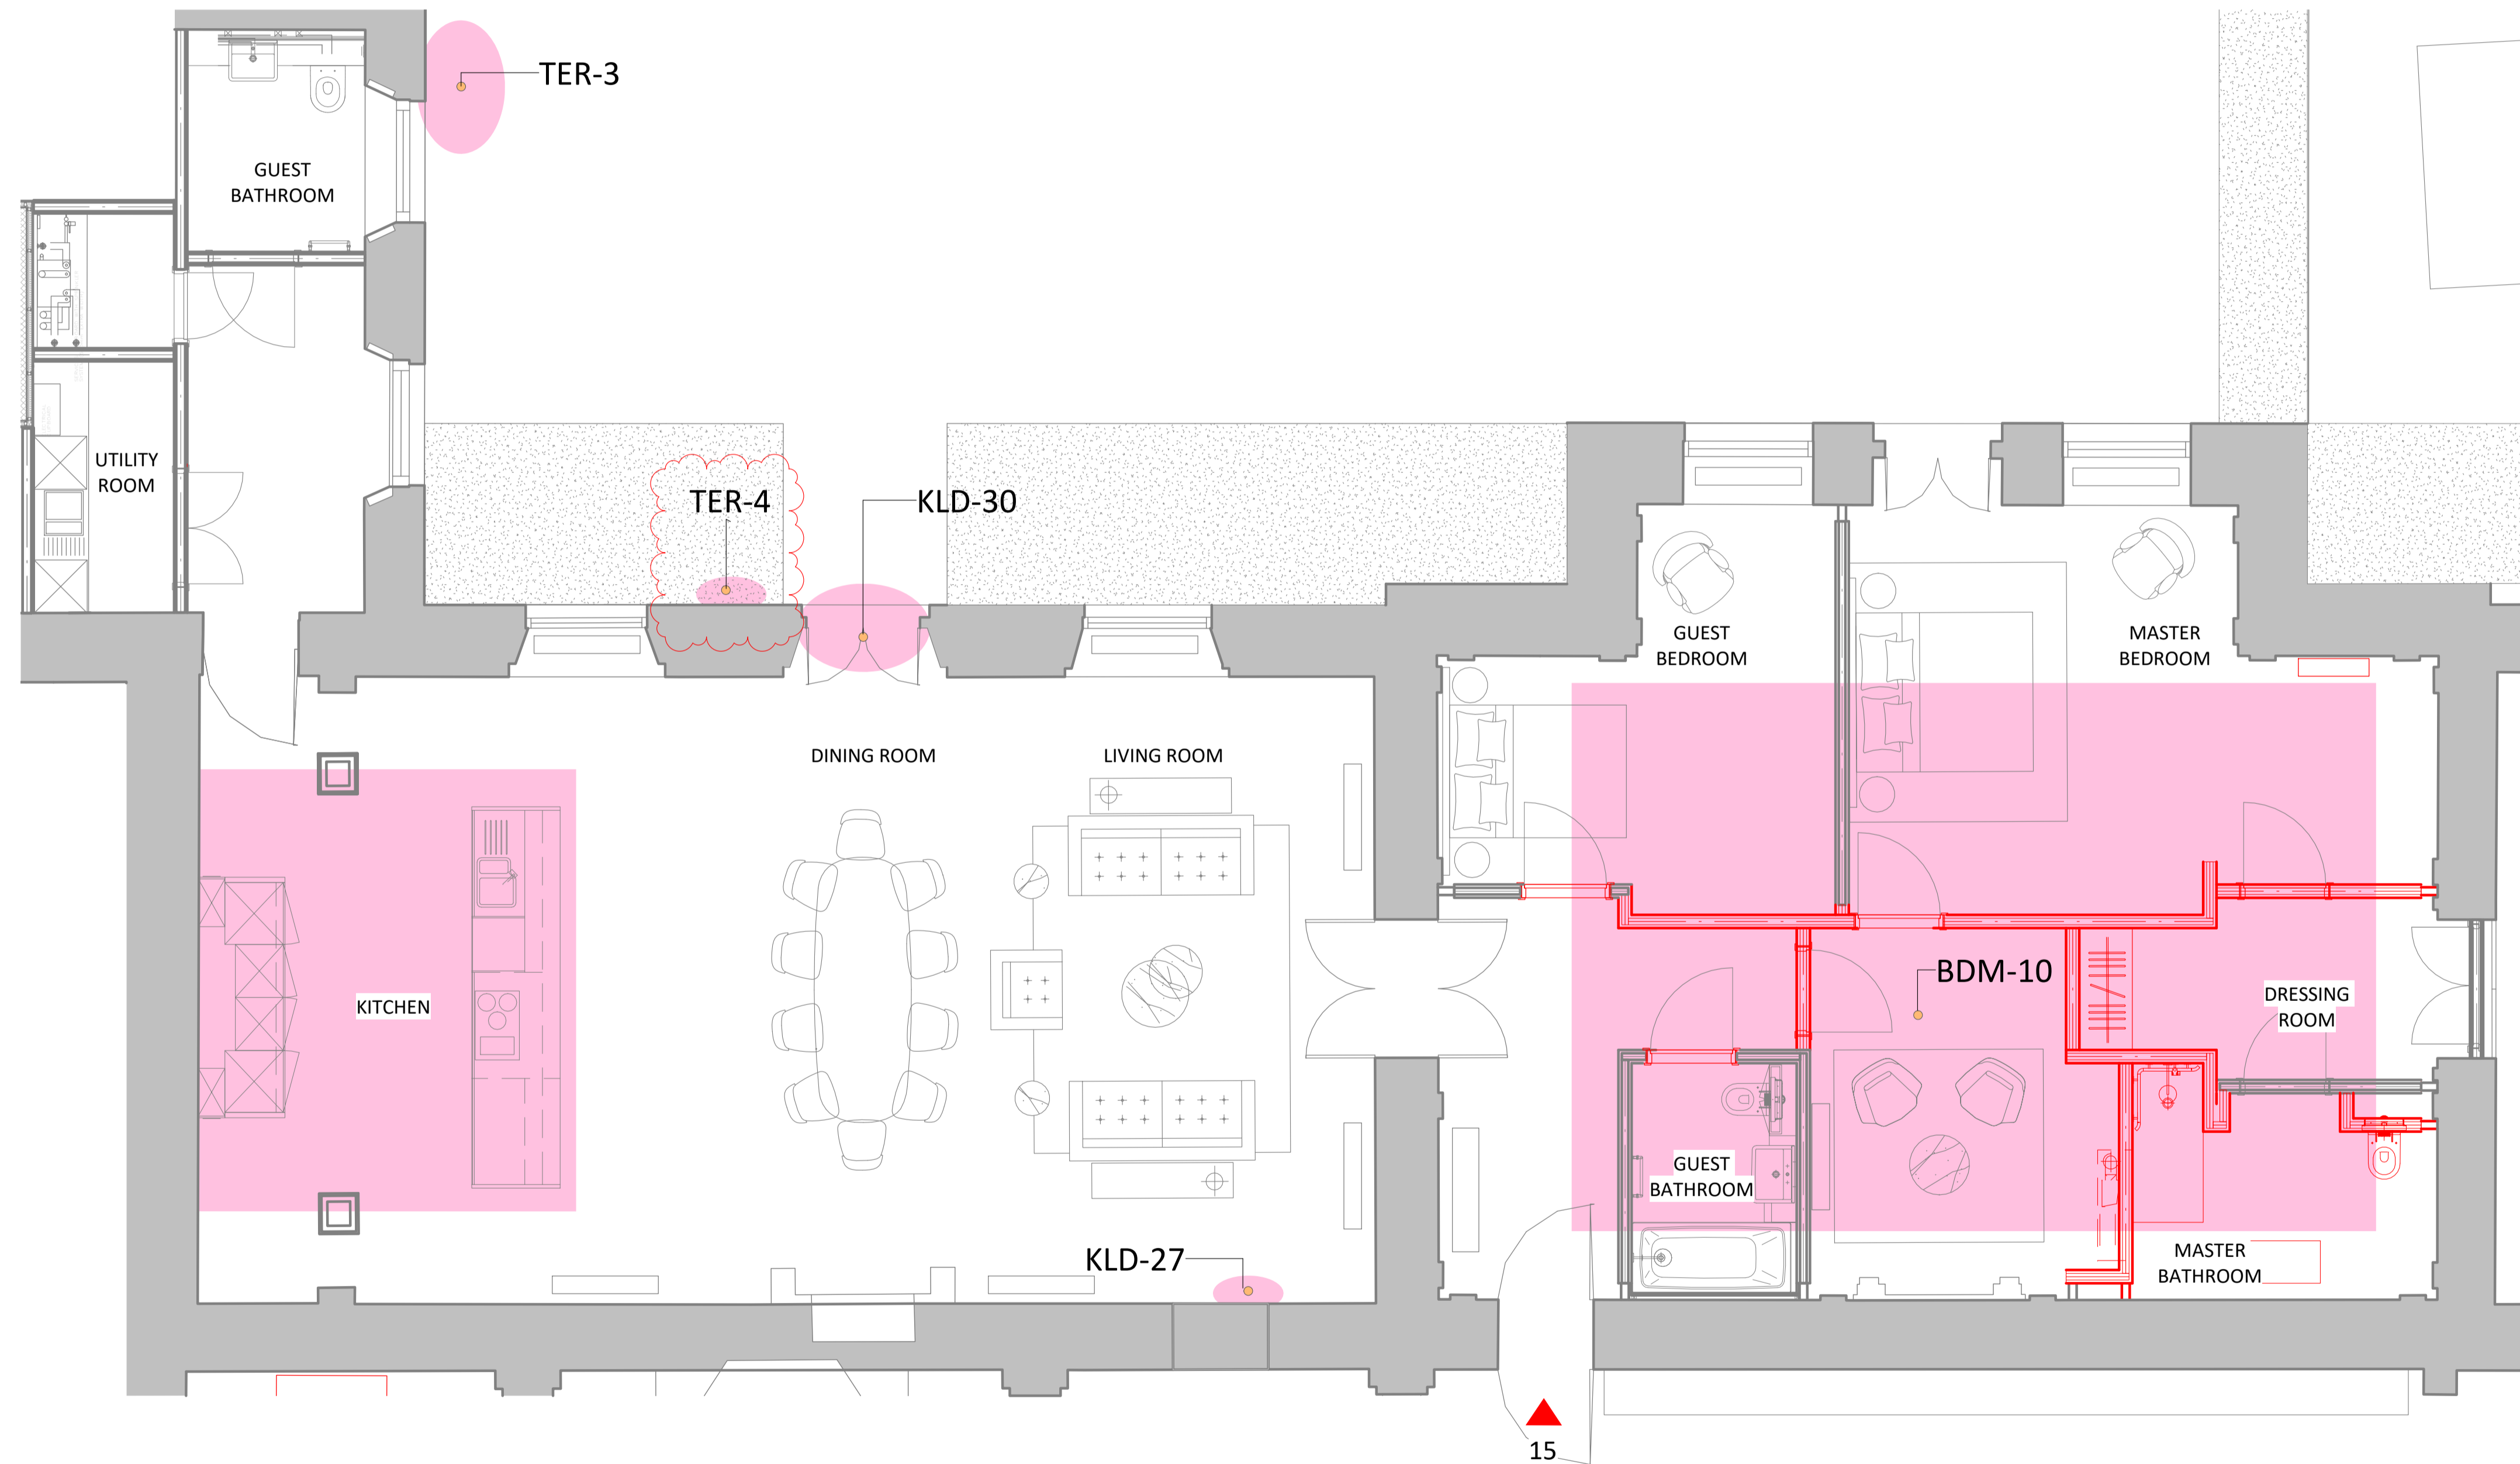 TER-3
GUEST
BATHROOM
UTILITY
ROOM
TER-4
KLD-30
GUEST
BEDROOM
MASTER
BEDROOM
DINING ROOM
LIVING ROOM
KITCHEN
BDM-10
DRESSING
ROOM
GUEST
BATHROOM
MASTER
BATHROOM
KLD-27
15